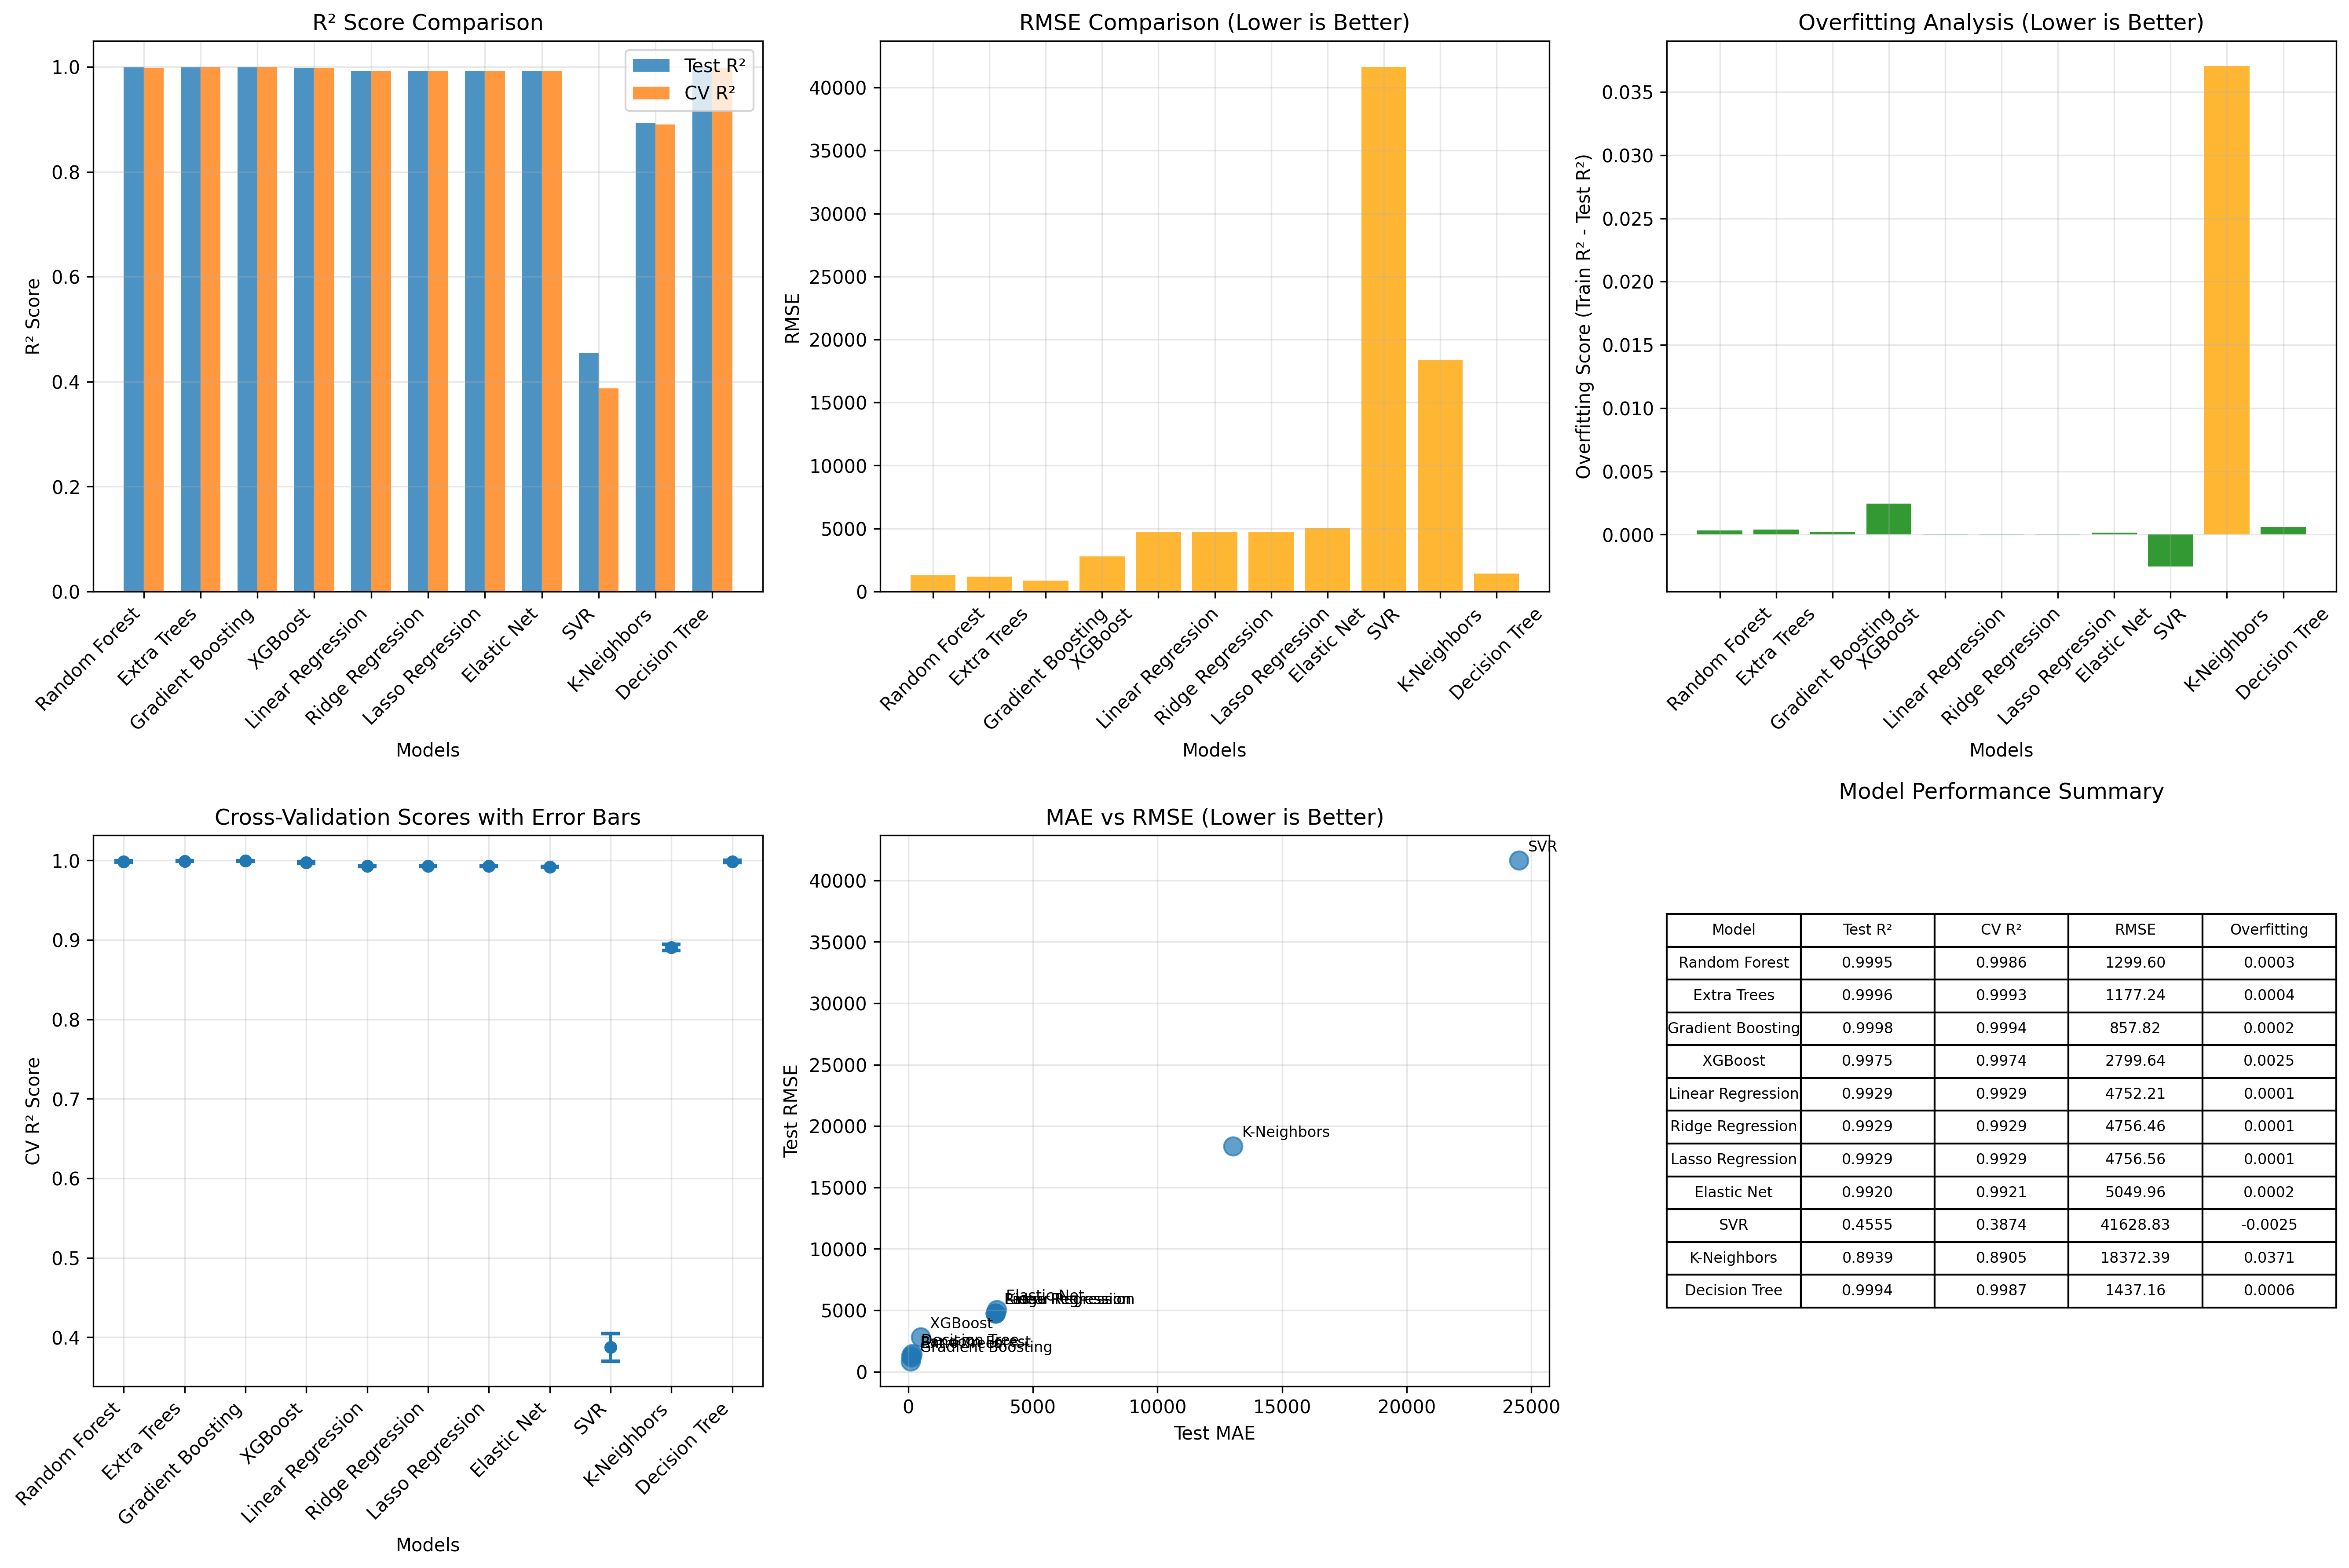 R² Score Comparison
R² Score
1.0
0.8
0.6
0.4
0.2
0.0
Test R²
CV R²
Random Forest
Extra Trees
Gradient Boosting
XGBoost
Linear Regression
Ridge Regression
Lasso Regression
Elastic Net
SVR
K-Neighbors
Decision Tree
Models
RMSE Comparison (Lower is Better)
RMSE
40000
35000
30000
25000
20000
15000
10000
5000
0
Random Forest
Extra Trees
Gradient Boosting
XGBoost
Linear Regression
Ridge Regression
Lasso Regression
Elastic Net
SVR
K-Neighbors
Decision Tree
Models
Overfitting Analysis (Lower is Better)
Overfitting Score (Train R² - Test R²)
0.035
0.030
0.025
0.020
0.015
0.010
0.005
0.000
Random Forest
Extra Trees
Gradient Boosting
XGBoost
Linear Regression
Ridge Regression
Lasso Regression
Elastic Net
SVR
K-Neighbors
Decision Tree
Models
Cross-Validation Scores with Error Bars
CV R² Score
1.0
0.9
0.8
0.7
0.6
0.5
0.4
Random Forest
Extra Trees
Gradient Boosting
XGBoost
Linear Regression
Ridge Regression
Lasso Regression
Elastic Net
SVR
K-Neighbors
Decision Tree
Models
MAE vs RMSE (Lower is Better)
Test RMSE
40000
35000
30000
25000
20000
15000
10000
5000
0
SVR
K-Neighbors
Elastic Net
XGBoost
Decision Tree
Gradient Boosting
0
5000
10000
15000
20000
25000
Test MAE
Model Performance Summary
Model Test R² CV R² RMSE Overfitting
Random Forest 0.9995 0.9986 1299.60 0.0003
Extra Trees 0.9996 0.9993 1177.24 0.0004
Gradient Boosting 0.9998 0.9994 857.82 0.0002
XGBoost 0.9975 0.9974 2799.64 0.0025
Linear Regression 0.9929 0.9929 4752.21 0.0001
Ridge Regression 0.9929 0.9929 4756.46 0.0001
Lasso Regression 0.9929 0.9929 4756.56 0.0001
Elastic Net 0.9920 0.9921 5049.96 0.0002
SVR 0.4555 0.3874 41628.83 -0.0025
K-Neighbors 0.8939 0.8905 18372.39 0.0371
Decision Tree 0.9994 0.9987 1437.16 0.0006